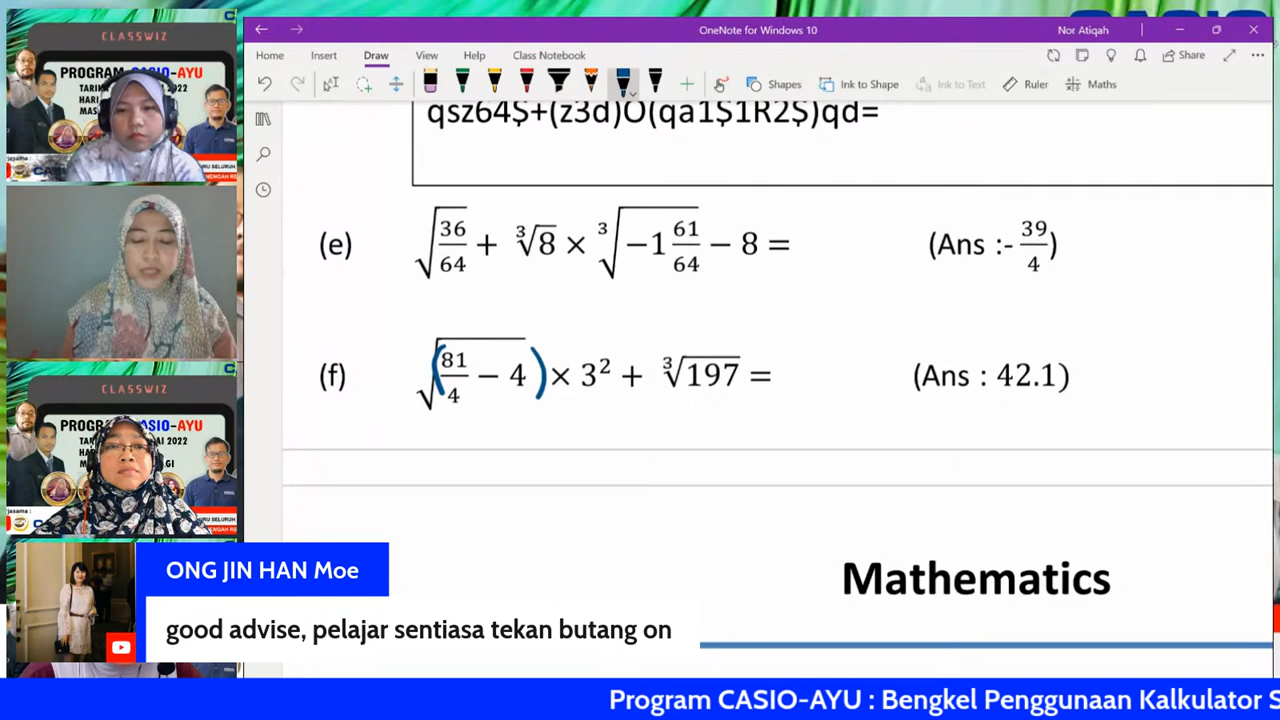 CLASSWIZ
PROGRAM CASIO-AYU
OneNote for Windows 10
Nor Atiqah
Home Insert Draw View Help Class Notebook
Share
Shapes Ink to Shape Ink to Text Ruler Maths
qsz64$+(z3d)O(qa1$1R2$)qd=
(e) √(36/64) + ∛8 × ∛(−1 61/64) − 8 = (Ans :- 39/4)
(f) √(81/4 − 4) × 3² + ∛197 = (Ans : 42.1)
Mathematics
CLASSWIZ
ONG JIN HAN Moe
good advise, pelajar sentiasa tekan butang on
Program CASIO-AYU : Bengkel Penggunaan Kalkulator S